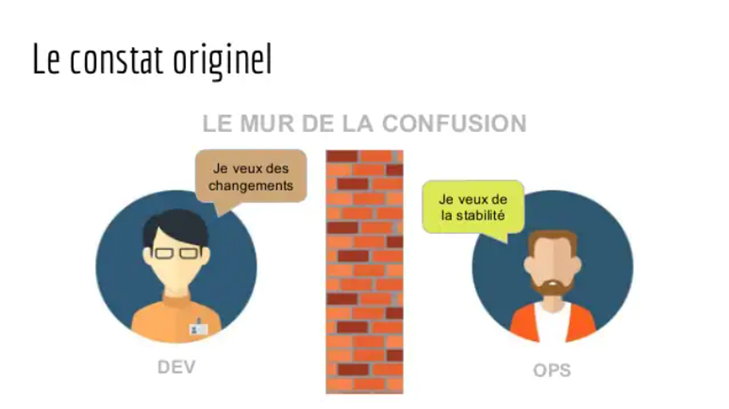 Le constat originel
LE MUR DE LA CONFUSION
Je veux des
changements
Je veux de
la stabilité
DEV
OPS